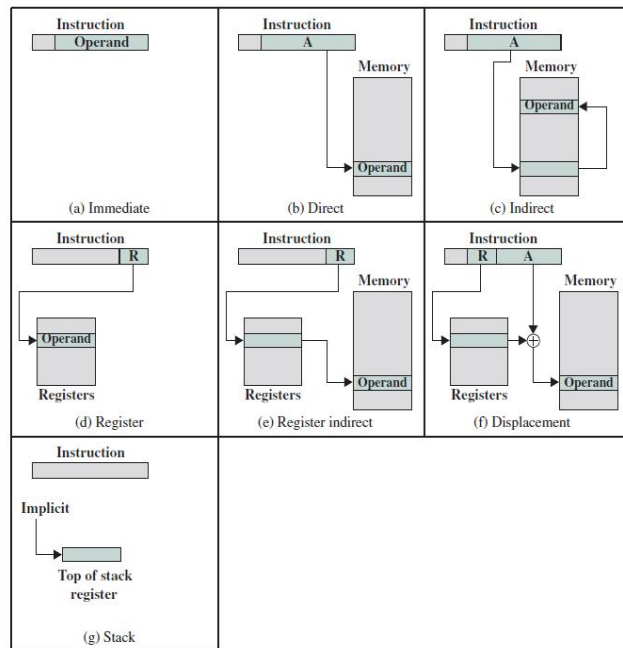 Instruction
Operand
(a) Immediate
Instruction
A
Memory
Operand
(b) Direct
Instruction
A
Memory
Operand
(c) Indirect
Instruction
R
Operand
Registers
(d) Register
Instruction
R
Memory
Operand
Registers
(e) Register indirect
Instruction
R A
Memory
Operand
Registers
(f) Displacement
Instruction
Implicit
Top of stack
register
(g) Stack